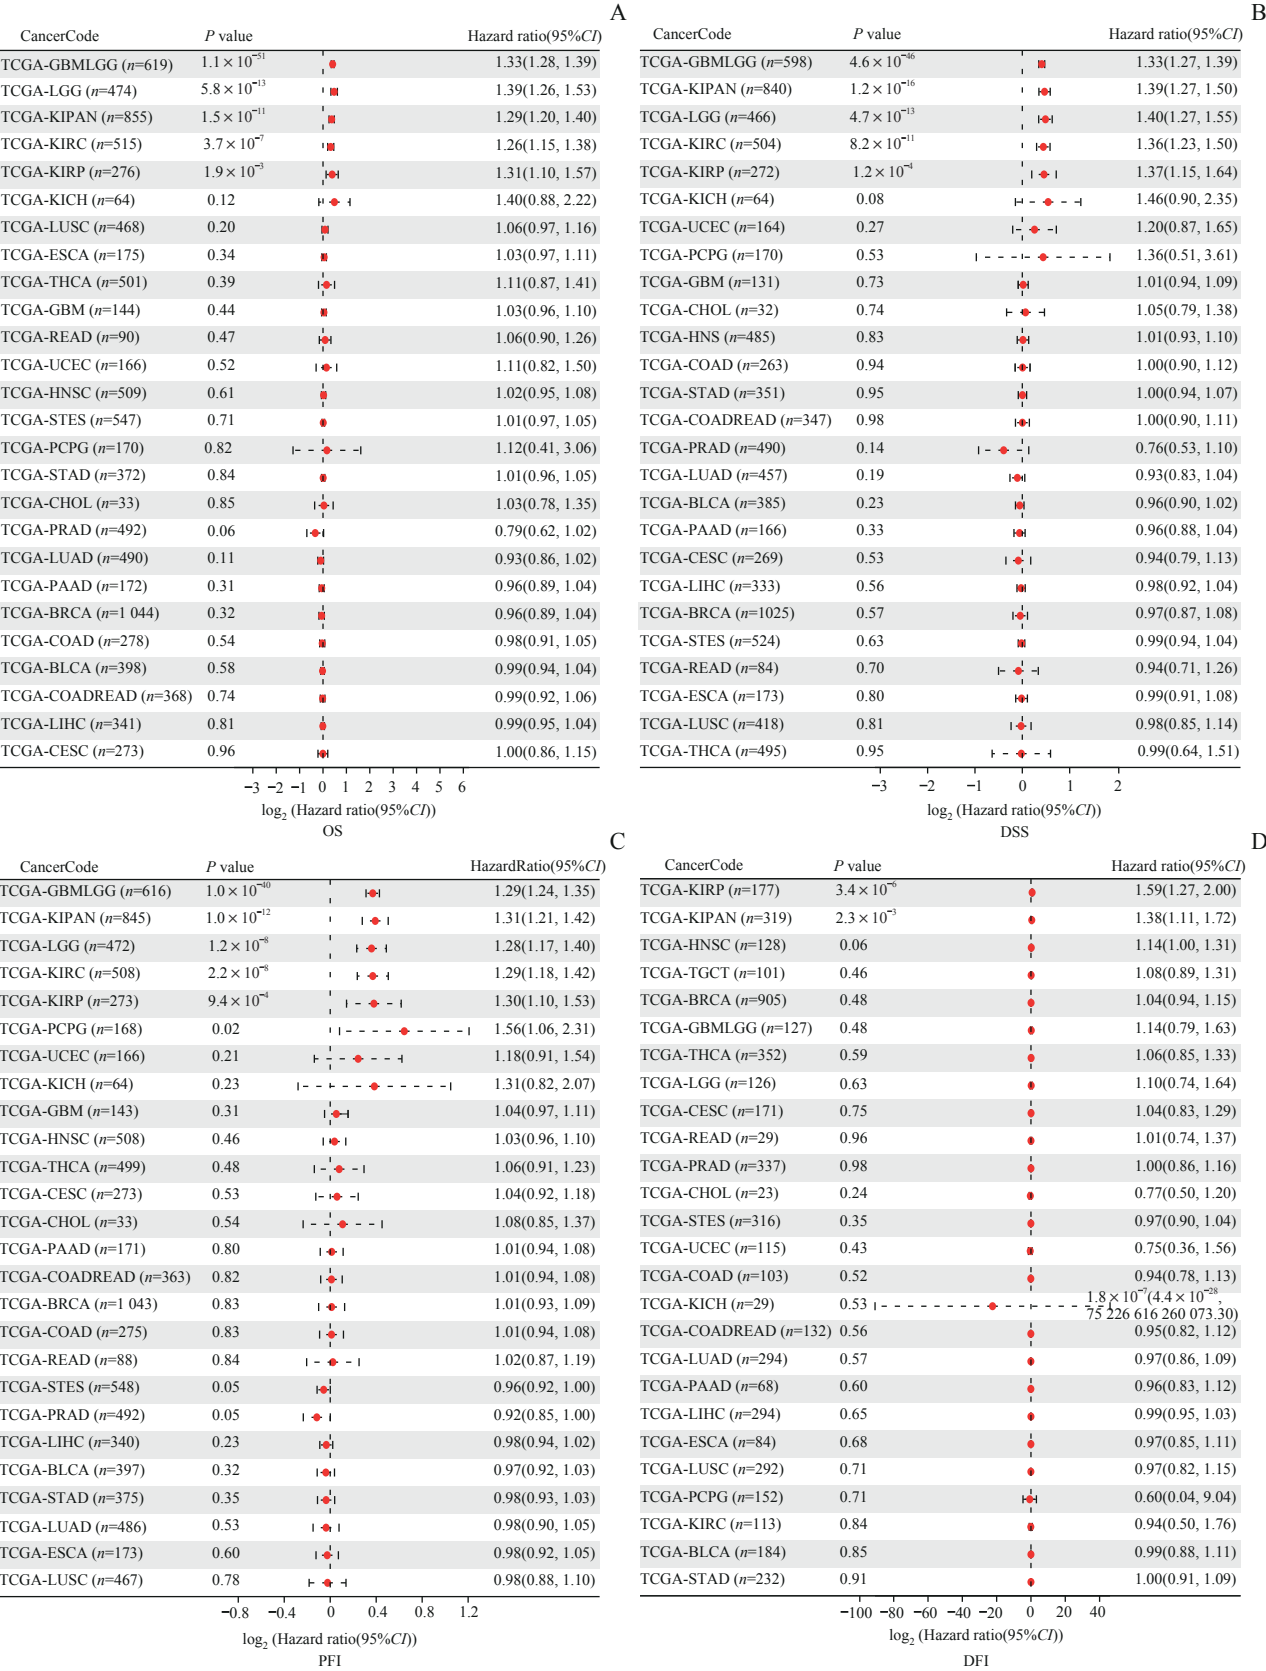 A
CancerCode P value Hazard ratio(95%CI)
TCGA-GBMLGG (n=619) 1.1 × 10⁻⁵¹ 1.33(1.28, 1.39)
TCGA-LGG (n=474) 5.8 × 10⁻¹³ 1.39(1.26, 1.53)
TCGA-KIPAN (n=855) 1.5 × 10⁻¹¹ 1.29(1.20, 1.40)
TCGA-KIRC (n=515) 3.7 × 10⁻⁷ 1.26(1.15, 1.38)
TCGA-KIRP (n=276) 1.9 × 10⁻³ 1.31(1.10, 1.57)
TCGA-KICH (n=64) 0.12 1.40(0.88, 2.22)
TCGA-LUSC (n=468) 0.20 1.06(0.97, 1.16)
TCGA-ESCA (n=175) 0.34 1.03(0.97, 1.11)
TCGA-THCA (n=501) 0.39 1.11(0.87, 1.41)
TCGA-GBM (n=144) 0.44 1.03(0.96, 1.10)
TCGA-READ (n=90) 0.47 1.06(0.90, 1.26)
TCGA-UCEC (n=166) 0.52 1.11(0.82, 1.50)
TCGA-HNSC (n=509) 0.61 1.02(0.95, 1.08)
TCGA-STES (n=547) 0.71 1.01(0.97, 1.05)
TCGA-PCPG (n=170) 0.82 1.12(0.41, 3.06)
TCGA-STAD (n=372) 0.84 1.01(0.96, 1.05)
TCGA-CHOL (n=33) 0.85 1.03(0.78, 1.35)
TCGA-PRAD (n=492) 0.06 0.79(0.62, 1.02)
TCGA-LUAD (n=490) 0.11 0.93(0.86, 1.02)
TCGA-PAAD (n=172) 0.31 0.96(0.89, 1.04)
TCGA-BRCA (n=1 044) 0.32 0.96(0.89, 1.04)
TCGA-COAD (n=278) 0.54 0.98(0.91, 1.05)
TCGA-BLCA (n=398) 0.58 0.99(0.94, 1.04)
TCGA-COADREAD (n=368) 0.74 0.99(0.92, 1.06)
TCGA-LIHC (n=341) 0.81 0.99(0.95, 1.04)
TCGA-CESC (n=273) 0.96 1.00(0.86, 1.15)
−3 −2 −1 0 1 2 3 4 5 6
log₂ (Hazard ratio(95%CI))
OS
B
CancerCode P value Hazard ratio(95%CI)
TCGA-GBMLGG (n=598) 4.6 × 10⁻⁴⁶ 1.33(1.27, 1.39)
TCGA-KIPAN (n=840) 1.2 × 10⁻¹⁶ 1.39(1.27, 1.50)
TCGA-LGG (n=466) 4.7 × 10⁻¹³ 1.40(1.27, 1.55)
TCGA-KIRC (n=504) 8.2 × 10⁻¹¹ 1.36(1.23, 1.50)
TCGA-KIRP (n=272) 1.2 × 10⁻⁴ 1.37(1.15, 1.64)
TCGA-KICH (n=64) 0.08 1.46(0.90, 2.35)
TCGA-UCEC (n=164) 0.27 1.20(0.87, 1.65)
TCGA-PCPG (n=170) 0.53 1.36(0.51, 3.61)
TCGA-GBM (n=131) 0.73 1.01(0.94, 1.09)
TCGA-CHOL (n=32) 0.74 1.05(0.79, 1.38)
TCGA-HNS (n=485) 0.83 1.01(0.93, 1.10)
TCGA-COAD (n=263) 0.94 1.00(0.90, 1.12)
TCGA-STAD (n=351) 0.95 1.00(0.94, 1.07)
TCGA-COADREAD (n=347) 0.98 1.00(0.90, 1.11)
TCGA-PRAD (n=490) 0.14 0.76(0.53, 1.10)
TCGA-LUAD (n=457) 0.19 0.93(0.83, 1.04)
TCGA-BLCA (n=385) 0.23 0.96(0.90, 1.02)
TCGA-PAAD (n=166) 0.33 0.96(0.88, 1.04)
TCGA-CESC (n=269) 0.53 0.94(0.79, 1.13)
TCGA-LIHC (n=333) 0.56 0.98(0.92, 1.04)
TCGA-BRCA (n=1025) 0.57 0.97(0.87, 1.08)
TCGA-STES (n=524) 0.63 0.99(0.94, 1.04)
TCGA-READ (n=84) 0.70 0.94(0.71, 1.26)
TCGA-ESCA (n=173) 0.80 0.99(0.91, 1.08)
TCGA-LUSC (n=418) 0.81 0.98(0.85, 1.14)
TCGA-THCA (n=495) 0.95 0.99(0.64, 1.51)
−3 −2 −1 0 1 2
log₂ (Hazard ratio(95%CI))
DSS
C
CancerCode P value HazardRatio(95%CI)
TCGA-GBMLGG (n=616) 1.0 × 10⁻⁴⁰ 1.29(1.24, 1.35)
TCGA-KIPAN (n=845) 1.0 × 10⁻¹² 1.31(1.21, 1.42)
TCGA-LGG (n=472) 1.2 × 10⁻⁸ 1.28(1.17, 1.40)
TCGA-KIRC (n=508) 2.2 × 10⁻⁸ 1.29(1.18, 1.42)
TCGA-KIRP (n=273) 9.4 × 10⁻⁴ 1.30(1.10, 1.53)
TCGA-PCPG (n=168) 0.02 1.56(1.06, 2.31)
TCGA-UCEC (n=166) 0.21 1.18(0.91, 1.54)
TCGA-KICH (n=64) 0.23 1.31(0.82, 2.07)
TCGA-GBM (n=143) 0.31 1.04(0.97, 1.11)
TCGA-HNSC (n=508) 0.46 1.03(0.96, 1.10)
TCGA-THCA (n=499) 0.48 1.06(0.91, 1.23)
TCGA-CESC (n=273) 0.53 1.04(0.92, 1.18)
TCGA-CHOL (n=33) 0.54 1.08(0.85, 1.37)
TCGA-PAAD (n=171) 0.80 1.01(0.94, 1.08)
TCGA-COADREAD (n=363) 0.82 1.01(0.94, 1.08)
TCGA-BRCA (n=1 043) 0.83 1.01(0.93, 1.09)
TCGA-COAD (n=275) 0.83 1.01(0.94, 1.08)
TCGA-READ (n=88) 0.84 1.02(0.87, 1.19)
TCGA-STES (n=548) 0.05 0.96(0.92, 1.00)
TCGA-PRAD (n=492) 0.05 0.92(0.85, 1.00)
TCGA-LIHC (n=340) 0.23 0.98(0.94, 1.02)
TCGA-BLCA (n=397) 0.32 0.97(0.92, 1.03)
TCGA-STAD (n=375) 0.35 0.98(0.93, 1.03)
TCGA-LUAD (n=486) 0.53 0.98(0.90, 1.05)
TCGA-ESCA (n=173) 0.60 0.98(0.92, 1.05)
TCGA-LUSC (n=467) 0.78 0.98(0.88, 1.10)
−0.8 −0.4 0 0.4 0.8 1.2
log₂ (Hazard ratio(95%CI))
PFI
D
CancerCode P value Hazard ratio(95%CI)
TCGA-KIRP (n=177) 3.4 × 10⁻⁶ 1.59(1.27, 2.00)
TCGA-KIPAN (n=319) 2.3 × 10⁻³ 1.38(1.11, 1.72)
TCGA-HNSC (n=128) 0.06 1.14(1.00, 1.31)
TCGA-TGCT (n=101) 0.46 1.08(0.89, 1.31)
TCGA-BRCA (n=905) 0.48 1.04(0.94, 1.15)
TCGA-GBMLGG (n=127) 0.48 1.14(0.79, 1.63)
TCGA-THCA (n=352) 0.59 1.06(0.85, 1.33)
TCGA-LGG (n=126) 0.63 1.10(0.74, 1.64)
TCGA-CESC (n=171) 0.75 1.04(0.83, 1.29)
TCGA-READ (n=29) 0.96 1.01(0.74, 1.37)
TCGA-PRAD (n=337) 0.98 1.00(0.86, 1.16)
TCGA-CHOL (n=23) 0.24 0.77(0.50, 1.20)
TCGA-STES (n=316) 0.35 0.97(0.90, 1.04)
TCGA-UCEC (n=115) 0.43 0.75(0.36, 1.56)
TCGA-COAD (n=103) 0.52 0.94(0.78, 1.13)
TCGA-KICH (n=29) 0.53 1.8 × 10⁻⁷(4.4 × 10⁻²⁸,
75 226 616 260 073.30)
TCGA-COADREAD (n=132) 0.56 0.95(0.82, 1.12)
TCGA-LUAD (n=294) 0.57 0.97(0.86, 1.09)
TCGA-PAAD (n=68) 0.60 0.96(0.83, 1.12)
TCGA-LIHC (n=294) 0.65 0.99(0.95, 1.03)
TCGA-ESCA (n=84) 0.68 0.97(0.85, 1.11)
TCGA-LUSC (n=292) 0.71 0.97(0.82, 1.15)
TCGA-PCPG (n=152) 0.71 0.60(0.04, 9.04)
TCGA-KIRC (n=113) 0.84 0.94(0.50, 1.76)
TCGA-BLCA (n=184) 0.85 0.99(0.88, 1.11)
TCGA-STAD (n=232) 0.91 1.00(0.91, 1.09)
−100 −80 −60 −40 −20 0 20 40
log₂ (Hazard ratio(95%CI))
DFI